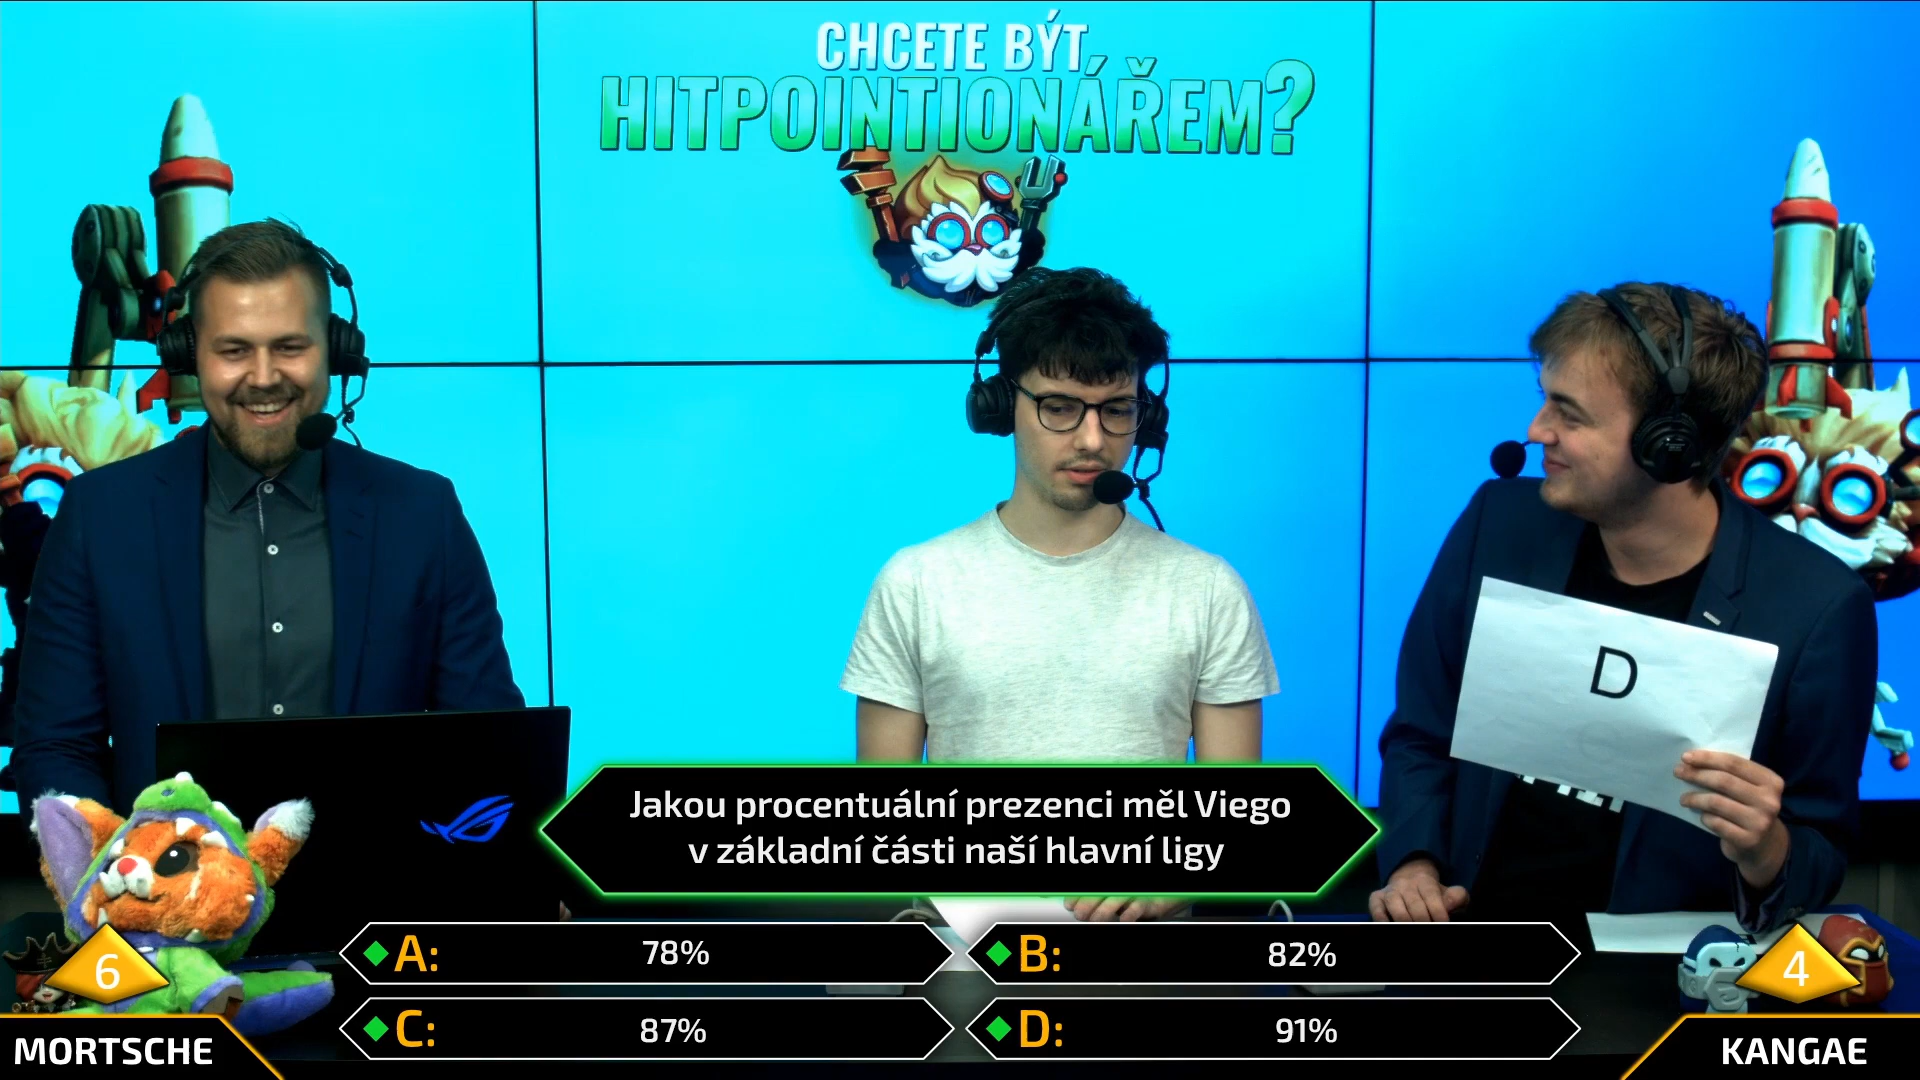 CHCETE BÝT
HITPOINTIONÁŘEM?
D
Jakou procentuální prezenci měl Viego
v základní části naší hlavní ligy
A: 78%
B: 82%
C: 87%
D: 91%
6
4
MORTSCHE
KANGAE